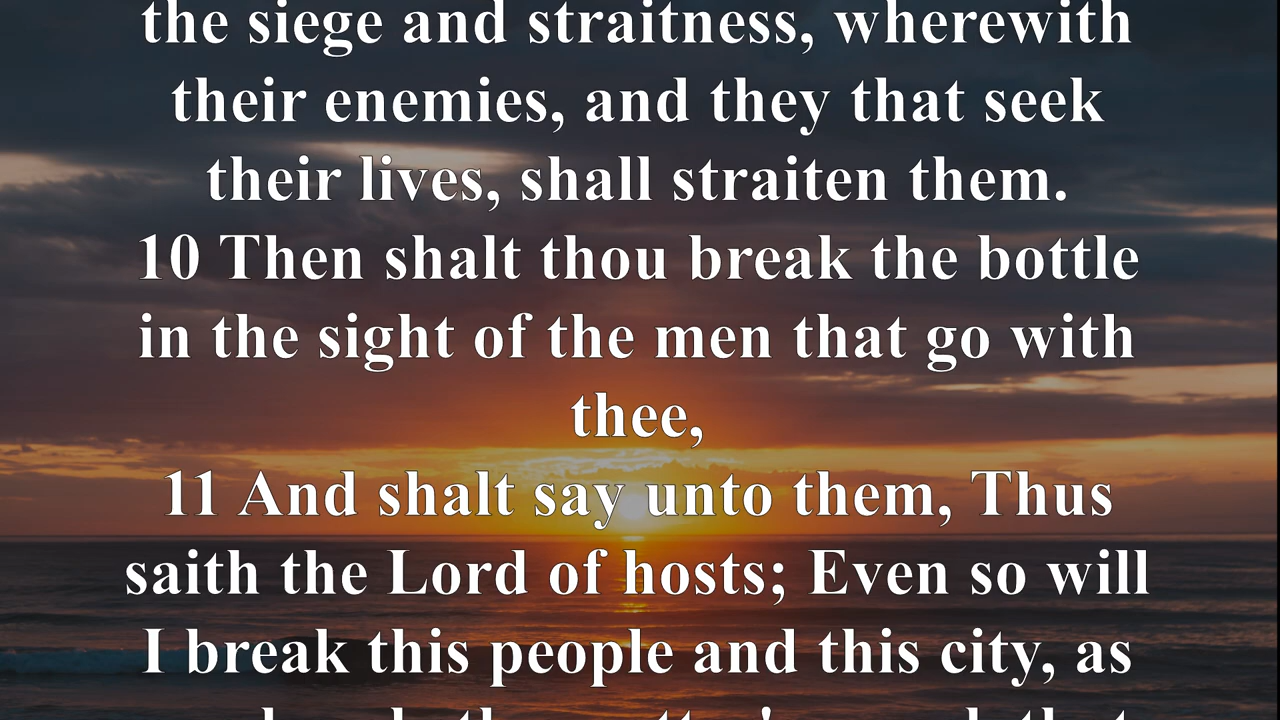 the siege and straitness, wherewith
their enemies, and they that seek
their lives, shall straiten them.
10 Then shalt thou break the bottle
in the sight of the men that go with
thee,
11 And shalt say unto them, Thus
saith the Lord of hosts; Even so will
I break this people and this city, as